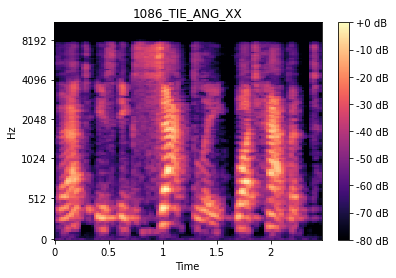 1086_TIE_ANG_XX
8192
4096
2048
1024
512
0
Hz
0
0.5
1
1.5
2
Time
+0 dB
-10 dB
-20 dB
-30 dB
-40 dB
-50 dB
-60 dB
-70 dB
-80 dB